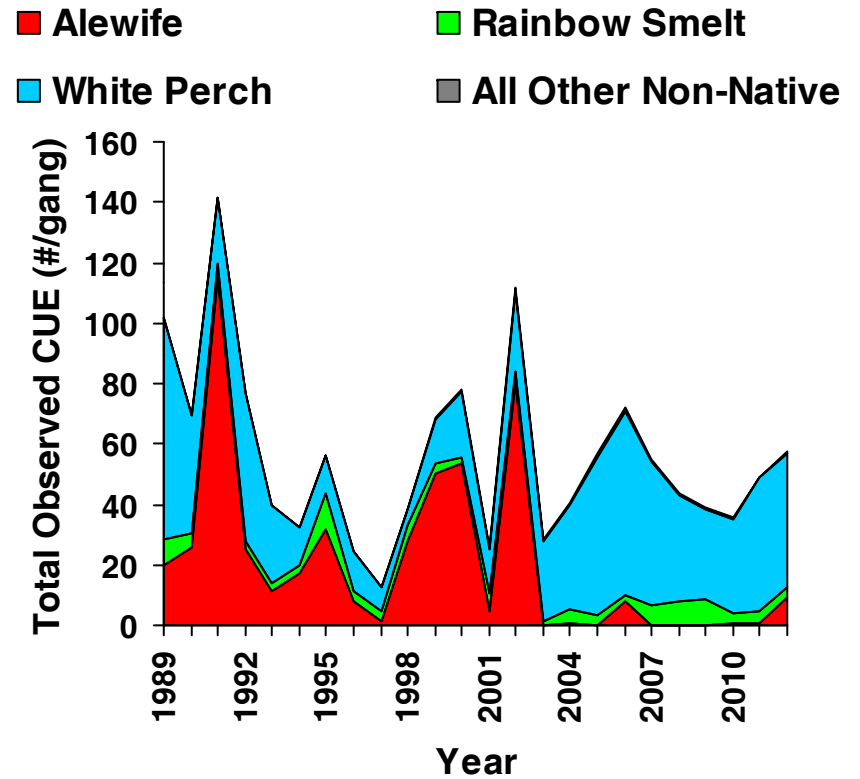 Alewife
Rainbow Smelt
White Perch
All Other Non-Native
Total Observed CUE (#/gang)
160
140
120
100
80
60
40
20
0
1989
1992
1995
1998
2001
2004
2007
2010
Year